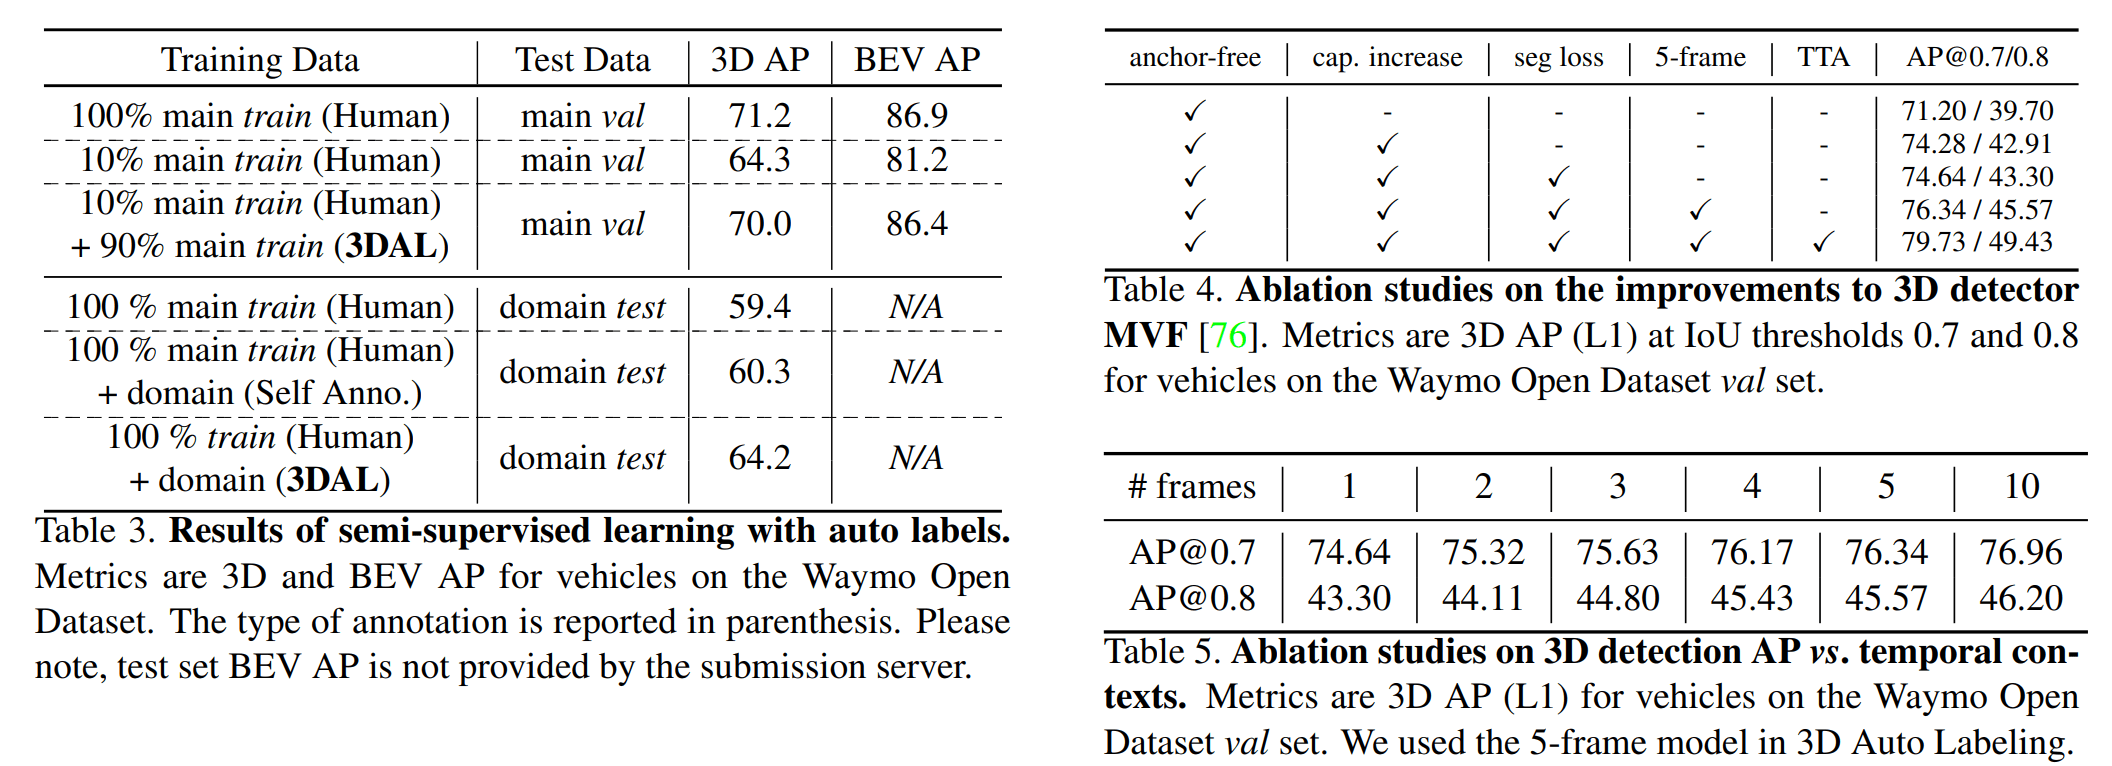 Training Data | Test Data | 3D AP | BEV AP
100% main train (Human) | main val | 71.2 | 86.9
10% main train (Human) | main val | 64.3 | 81.2
10% main train (Human)
+ 90% main train (3DAL) | main val | 70.0 | 86.4
100 % main train (Human) | domain test | 59.4 | N/A
100 % main train (Human)
+ domain (Self Anno.) | domain test | 60.3 | N/A
100 % train (Human)
+ domain (3DAL) | domain test | 64.2 | N/A
Table 3. Results of semi-supervised learning with auto labels.
Metrics are 3D and BEV AP for vehicles on the Waymo Open
Dataset. The type of annotation is reported in parenthesis. Please
note, test set BEV AP is not provided by the submission server.
anchor-free | cap. increase | seg loss | 5-frame | TTA | AP@0.7/0.8
✓ | - | - | - | - | 71.20 / 39.70
✓ | ✓ | - | - | - | 74.28 / 42.91
✓ | ✓ | ✓ | - | - | 74.64 / 43.30
✓ | ✓ | ✓ | ✓ | - | 76.34 / 45.57
✓ | ✓ | ✓ | ✓ | ✓ | 79.73 / 49.43
Table 4. Ablation studies on the improvements to 3D detector
MVF [76]. Metrics are 3D AP (L1) at IoU thresholds 0.7 and 0.8
for vehicles on the Waymo Open Dataset val set.
# frames | 1 | 2 | 3 | 4 | 5 | 10
AP@0.7 | 74.64 | 75.32 | 75.63 | 76.17 | 76.34 | 76.96
AP@0.8 | 43.30 | 44.11 | 44.80 | 45.43 | 45.57 | 46.20
Table 5. Ablation studies on 3D detection AP vs. temporal con-
texts. Metrics are 3D AP (L1) for vehicles on the Waymo Open
Dataset val set. We used the 5-frame model in 3D Auto Labeling.